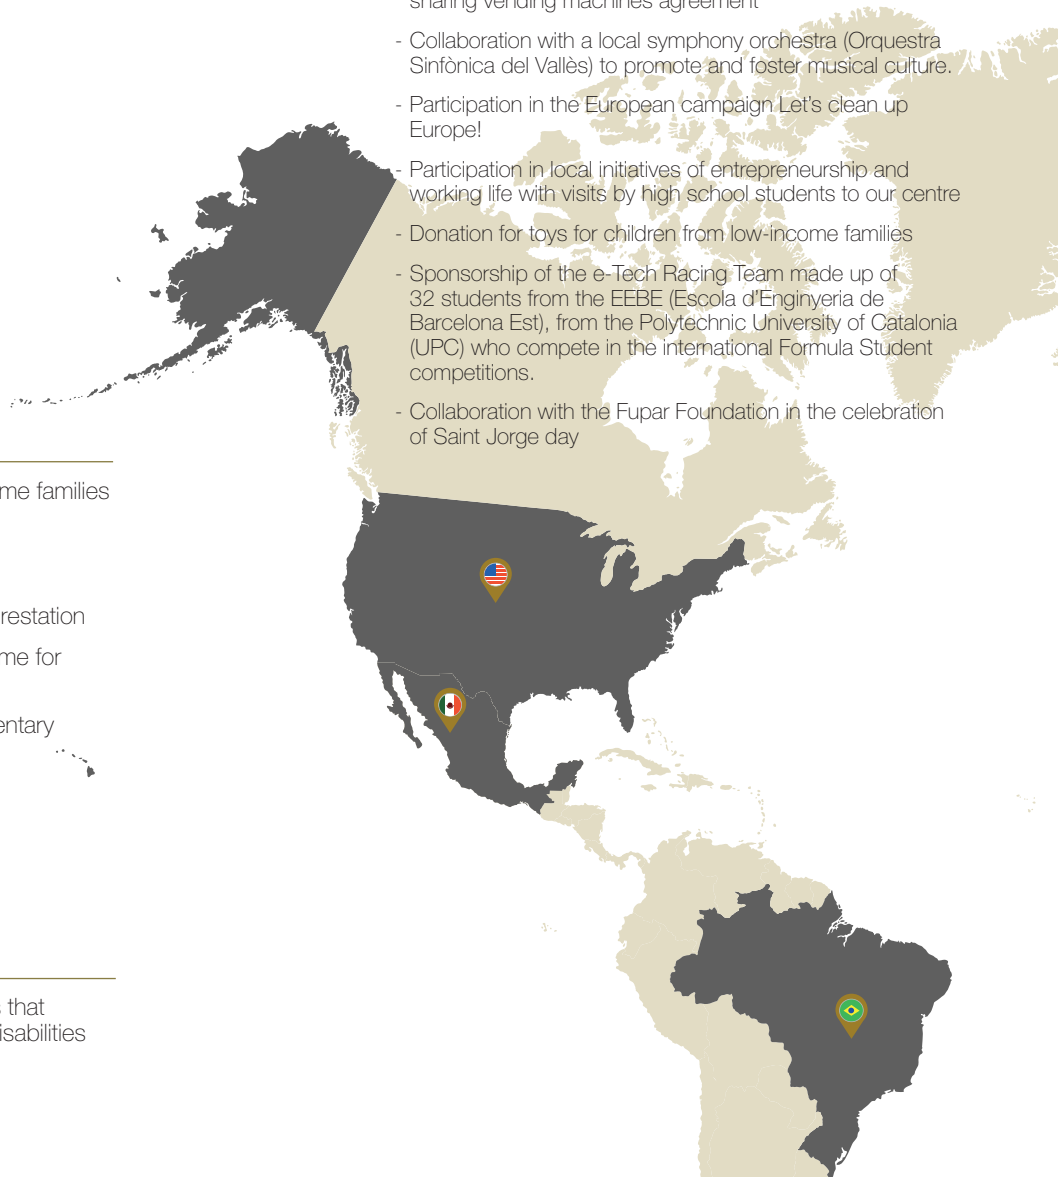 sharing vending machines agreement
- Collaboration with a local symphony orchestra (Orquestra
Sinfònica del Vallès) to promote and foster musical culture.
- Participation in the European campaign Let's clean up
Europe!
- Participation in local initiatives of entrepreneurship and
working life with visits by high school students to our centre
- Donation for toys for children from low-income families
- Sponsorship of the e-Tech Racing Team made up of
32 students from the EEBE (Escola d'Enginyeria de
Barcelona Est), from the Polytechnic University of Catalonia
(UPC) who compete in the international Formula Student
competitions.
- Collaboration with the Fupar Foundation in the celebration
of Saint Jorge day
me families
restation
me for
entary
that
isabilities